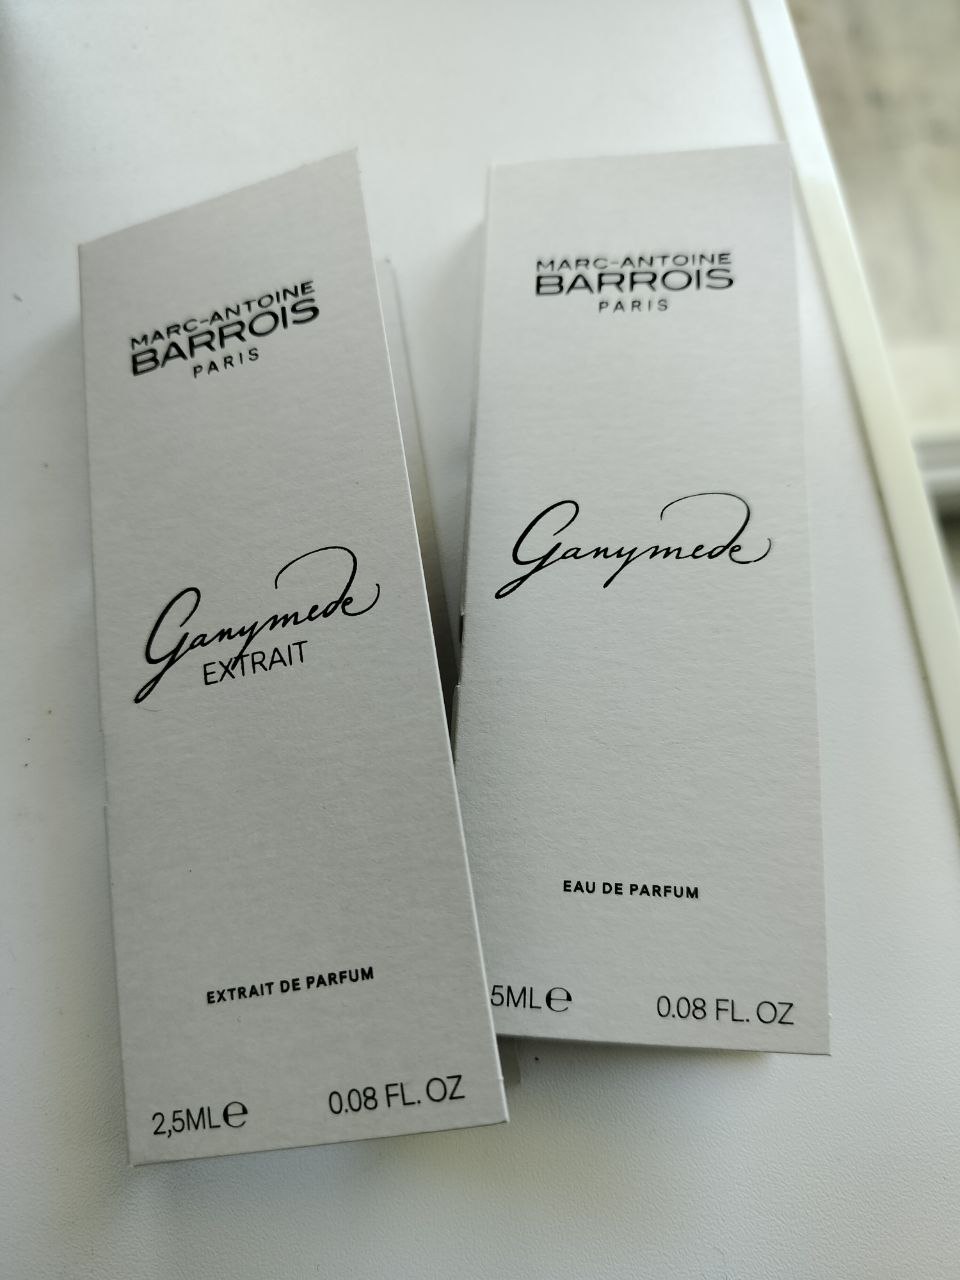 MARC-ANTOINE
BARROIS
PARIS
Ganymede
EXTRAIT
EXTRAIT DE PARFUM
2,5ML℮ 0.08 FL. OZ
MARC-ANTOINE
BARROIS
PARIS
Ganymede
EAU DE PARFUM
5ML℮ 0.08 FL. OZ